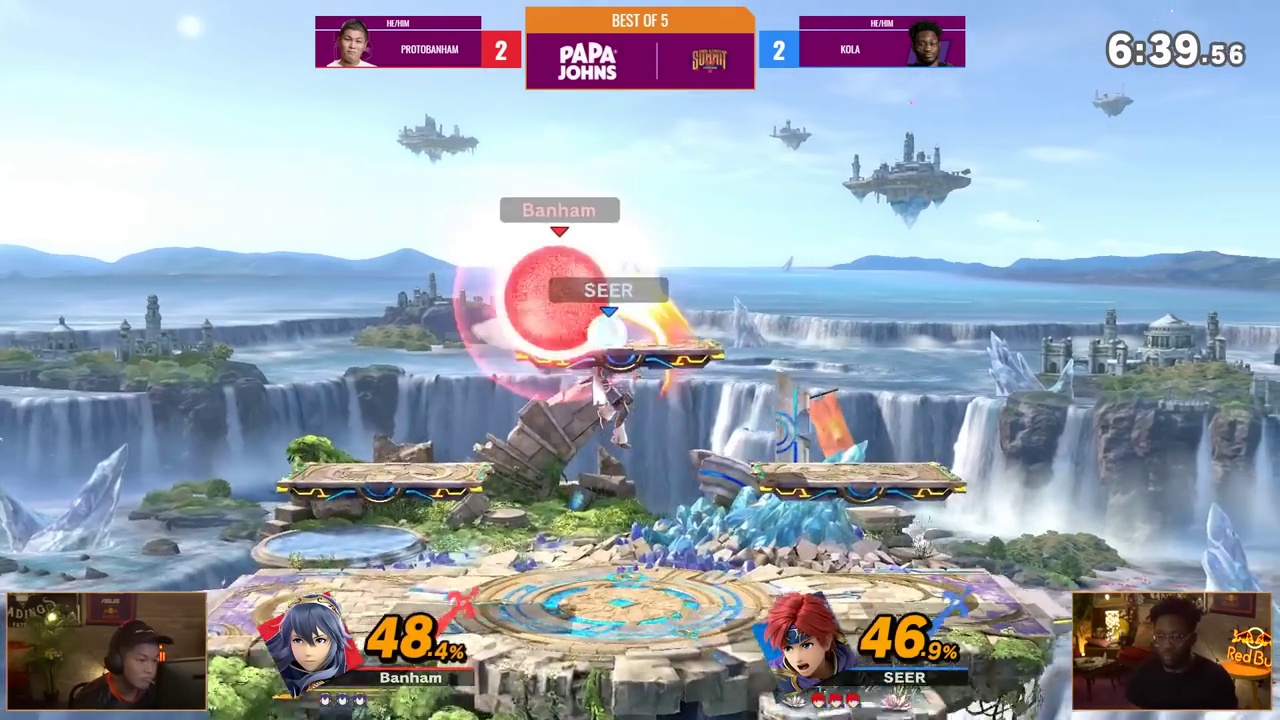 HE/HIM
PROTOBANHAM
2
BEST OF 5
PAPA JOHNS
SUMMIT
2
HE/HIM
KOLA
6:39.56
Banham
SEER
48.4%
Banham
46.9%
SEER
Red Bu